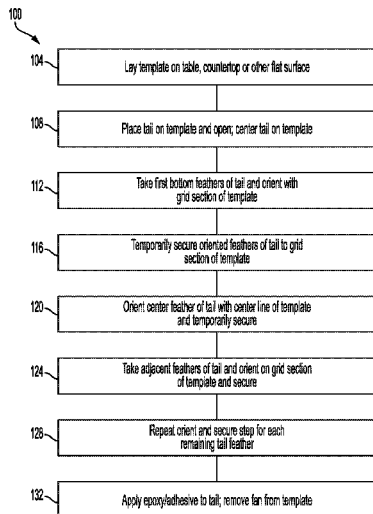 100
104
Lay template on table, countertop or other flat surface
108
Place tail on template and open; center tail on template
112
Take first bottom feathers of tail and orient with
grid section of template
116
Temporarily secure oriented feathers of tail to grid
section of template
120
Orient center feather of tail with center line of template
and temporarily secure
124
Take adjacent feathers of tail and orient on grid section
of template and secure
128
Repeat orient and secure step for each
remaining tail feather
132
Apply epoxy/adhesive to tail; remove fan from template